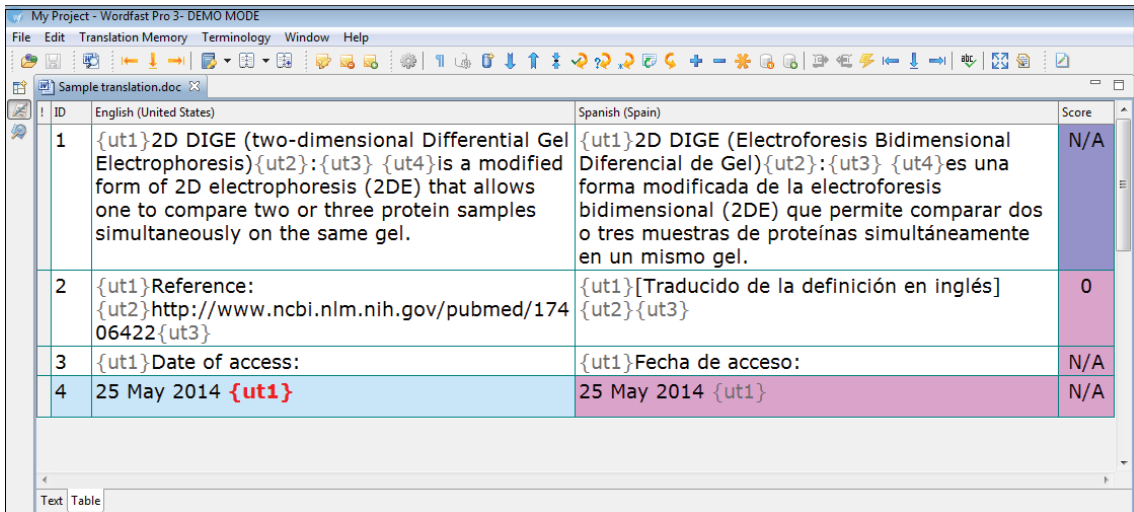 My Project - Wordfast Pro 3- DEMO MODE
File Edit Translation Memory Terminology Window Help
Sample translation.doc
! ID English (United States) Spanish (Spain) Score
1
{ut1}2D DIGE (two-dimensional Differential Gel
Electrophoresis){ut2}:{ut3} {ut4}is a modified
form of 2D electrophoresis (2DE) that allows
one to compare two or three protein samples
simultaneously on the same gel.
{ut1}2D DIGE (Electroforesis Bidimensional
Diferencial de Gel){ut2}:{ut3} {ut4}es una
forma modificada de la electroforesis
bidimensional (2DE) que permite comparar dos
o tres muestras de proteínas simultáneamente
en un mismo gel.
N/A
2
{ut1}Reference:
{ut2}http://www.ncbi.nlm.nih.gov/pubmed/174
06422{ut3}
{ut1}[Traducido de la definición en inglés]
{ut2}{ut3}
0
3 {ut1}Date of access: {ut1}Fecha de acceso: N/A
4 25 May 2014 {ut1} 25 May 2014 {ut1} N/A
Text Table